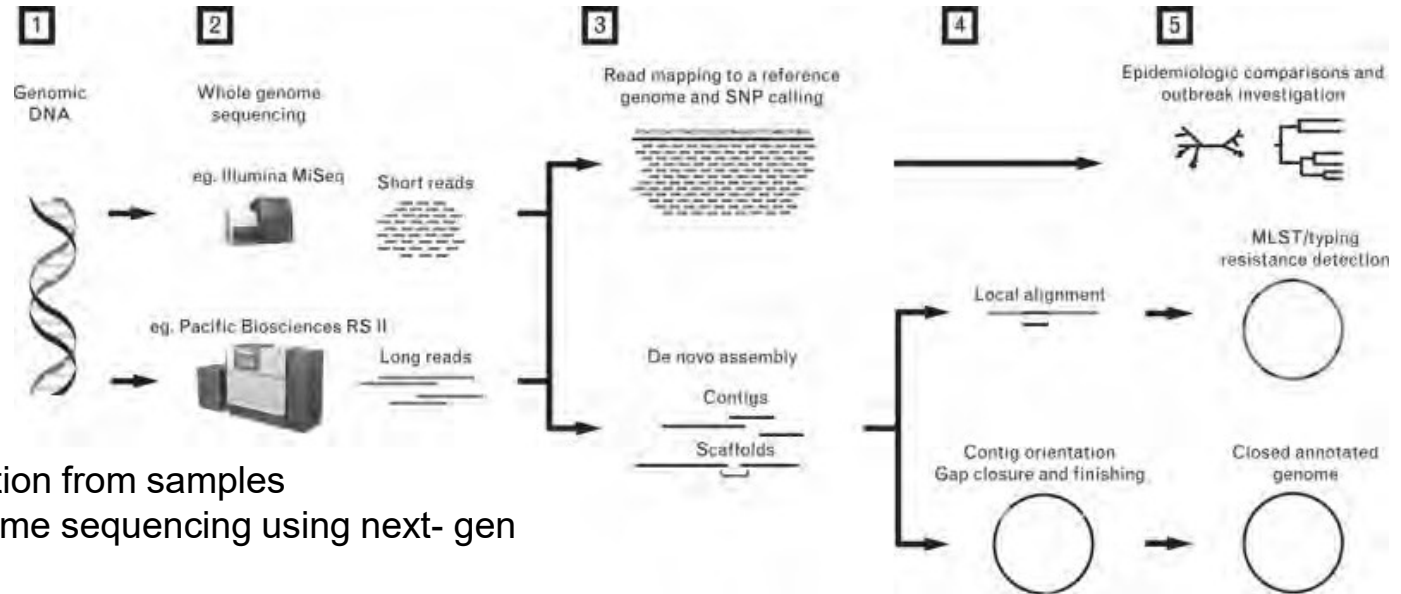 1
2
3
4
5
Genomic
DNA
Whole genome
sequencing
eg. Illumina MiSeq
Short reads
eg. Pacific Biosciences RS II
Long reads
Read mapping to a reference
genome and SNP calling
De novo assembly
Contigs
Scaffolds
Local alignment
Contig orientation
Gap closure and finishing
Epidemiologic comparisons and
outbreak investigation
MLST/typing
resistance detection
Closed annotated
genome
tion from samples
me sequencing using next- gen